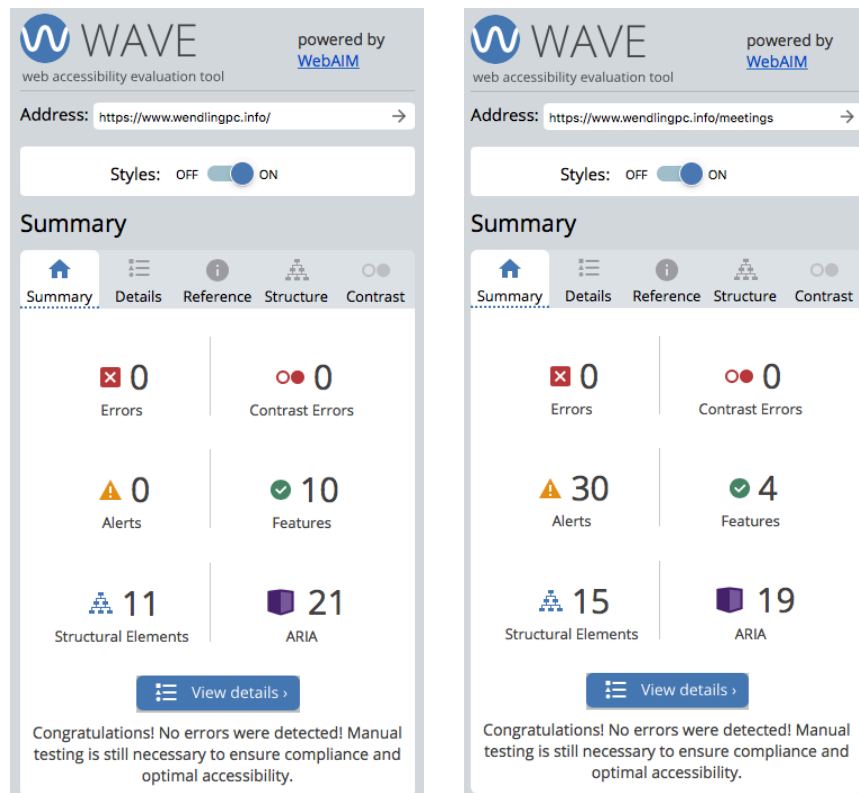 WAVE
powered by
WebAIM
web accessibility evaluation tool
Address: https://www.wendlingpc.info/
Styles: OFF ON
Summary
Summary Details Reference Structure Contrast
0 0
Errors Contrast Errors
0 10
Alerts Features
11 21
Structural Elements ARIA
View details ›
Congratulations! No errors were detected! Manual
testing is still necessary to ensure compliance and
optimal accessibility.
WAVE
powered by
WebAIM
web accessibility evaluation tool
Address: https://www.wendlingpc.info/meetings
Styles: OFF ON
Summary
Summary Details Reference Structure Contrast
0 0
Errors Contrast Errors
30 4
Alerts Features
15 19
Structural Elements ARIA
View details ›
Congratulations! No errors were detected! Manual
testing is still necessary to ensure compliance and
optimal accessibility.